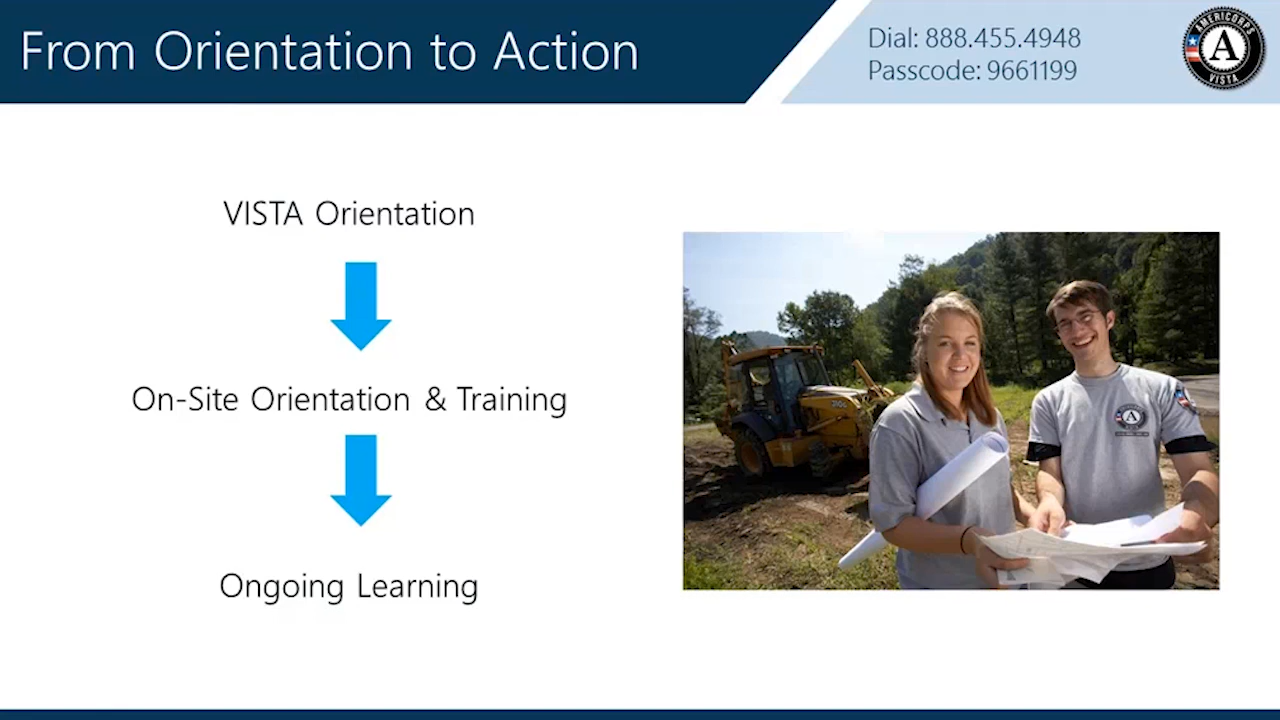 From Orientation to Action
Dial: 888.455.4948
Passcode: 9661199
AMERICORPS
A
VISTA
VISTA Orientation
On-Site Orientation & Training
Ongoing Learning
A